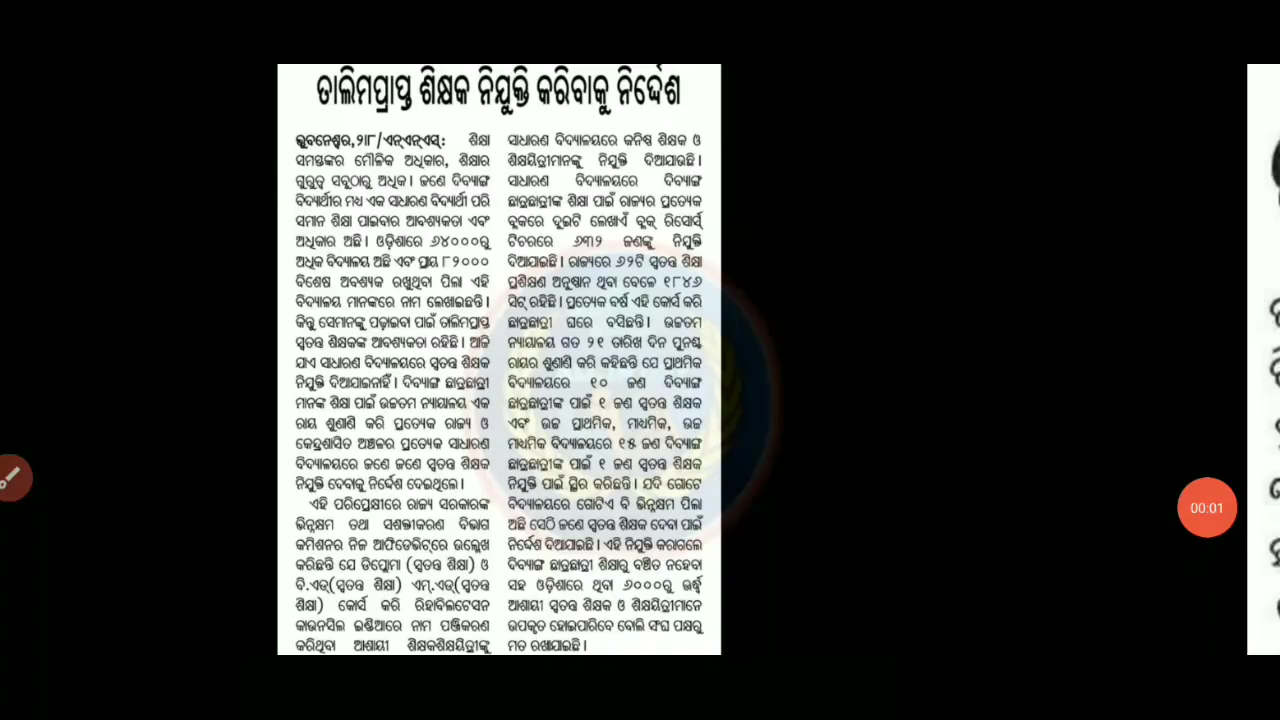 ତାଲିମପ୍ରାପ୍ତ ଶିକ୍ଷକ ନିଯୁକ୍ତି କରିବାକୁ ନିର୍ଦ୍ଦେଶ
ଭୁବନେଶ୍ୱର,୨।୮/ଏନ୍ଏନ୍ଏସ୍: ଶିକ୍ଷା
ସମସ୍ତଙ୍କର ମୌଳିକ ଅଧିକାର, ଶିକ୍ଷାର
ଗୁରୁତ୍ୱ ସବୁଠାରୁ ଅଧିକ। ଜଣେ ଦିବ୍ୟାଙ୍ଗ
ବିଦ୍ୟାର୍ଥୀର ମଧ୍ୟ ଏକ ସାଧାରଣ ବିଦ୍ୟାର୍ଥୀ ପରି
ସମାନ ଶିକ୍ଷା ପାଇବାର ଆବଶ୍ୟକତା ଏବଂ
ଅଧିକାର ଅଛି। ଓଡ଼ିଶାରେ ୬୪୦୦୦ରୁ
ଅଧିକ ବିଦ୍ୟାଳୟ ଅଛି ଏବଂ ପ୍ରାୟ ୮୨୦୦୦
ବିଶେଷ ଅବଶ୍ୟକ ରଖୁଥିବା ପିଲା ଏହି
ବିଦ୍ୟାଳୟ ମାନଙ୍କରେ ନାମ ଲେଖାଇଛନ୍ତି।
କିନ୍ତୁ ସେମାନଙ୍କୁ ପଢ଼ାଇବା ପାଇଁ ତାଲିମପ୍ରାପ୍ତ
ସ୍ୱତନ୍ତ୍ର ଶିକ୍ଷକଙ୍କ ଆବଶ୍ୟକତା ରହିଛି। ଆଜି
ଯାଏ ସାଧାରଣ ବିଦ୍ୟାଳୟରେ ସ୍ୱତନ୍ତ୍ର ଶିକ୍ଷକ
ନିଯୁକ୍ତି ଦିଆଯାଇନାହିଁ। ଦିବ୍ୟାଙ୍ଗ ଛାତ୍ରଛାତ୍ରୀ
ମାନଙ୍କ ଶିକ୍ଷା ପାଇଁ ଉଚ୍ଚତମ ନ୍ୟାୟାଳୟ ଏକ
ରାୟ ଶୁଣାଣି କରି ପ୍ରତ୍ୟେକ ରାଜ୍ୟ ଓ
କେନ୍ଦ୍ରଶାସିତ ଅଞ୍ଚଳର ପ୍ରତ୍ୟେକ ସାଧାରଣ
ବିଦ୍ୟାଳୟରେ ଜଣେ ଜଣେ ସ୍ୱତନ୍ତ୍ର ଶିକ୍ଷକ
ନିଯୁକ୍ତି ଦେବାକୁ ନିର୍ଦ୍ଦେଶ ଦେଇଥିଲେ।
ଏହି ପରିପ୍ରେକ୍ଷୀରେ ରାଜ୍ୟ ସରକାରଙ୍କ
ଭିନ୍ନକ୍ଷମ ତଥା ସଶକ୍ତୀକରଣ ବିଭାଗ
କମିଶନର ନିଜ ଆଫିଡେଭିଟ୍‌ରେ ଉଲ୍ଲେଖ
କରିଛନ୍ତି ଯେ ଡିପ୍ଲୋମା (ସ୍ୱତନ୍ତ୍ର ଶିକ୍ଷା) ଓ
ବି.ଏଡ୍(ସ୍ୱତନ୍ତ୍ର ଶିକ୍ଷା) ଏମ୍.ଏଡ୍(ସ୍ୱତନ୍ତ୍ର
ଶିକ୍ଷା) କୋର୍ସ କରି ରିହାବିଲଟେସନ
କାଉନସିଲ ଇଣ୍ଡିଆରେ ନାମ ପଞ୍ଜିକରଣ
କରିଥିବା ଆଶାୟୀ ଶିକ୍ଷକଶିକ୍ଷୟିତ୍ରୀଙ୍କୁ
ସାଧାରଣ ବିଦ୍ୟାଳୟରେ କନିଷ୍ଠ ଶିକ୍ଷକ ଓ
ଶିକ୍ଷୟିତ୍ରୀମାନଙ୍କୁ ନିଯୁକ୍ତି ଦିଆଯାଉଛି।
ସାଧାରଣ ବିଦ୍ୟାଳୟରେ ଦିବ୍ୟାଙ୍ଗ
ଛାତ୍ରଛାତ୍ରୀଙ୍କ ଶିକ୍ଷା ପାଇଁ ରାଜ୍ୟର ପ୍ରତ୍ୟେକ
ବ୍ଲକରେ ଦୁଇଟି ଲେଖାଏଁ ବ୍ଲକ୍ ରିସୋର୍ସ୍
ଟିଚରରେ ୬୩୨ ଜଣଙ୍କୁ ନିଯୁକ୍ତି
ଦିଆଯାଇଛି। ରାଜ୍ୟରେ ୬୨ଟି ସ୍ୱତନ୍ତ୍ର ଶିକ୍ଷା
ପ୍ରଶିକ୍ଷଣ ଅନୁଷ୍ଠାନ ଥିବା ବେଳେ ୧୮୪୬
ସିଟ୍ ରହିଛି। ପ୍ରତ୍ୟେକ ବର୍ଷ ଏହି କୋର୍ସ କରି
ଛାତ୍ରଛାତ୍ରୀ ଘରେ ବସିଛନ୍ତି। ଉଚ୍ଚତମ
ନ୍ୟାୟାଳୟ ଗତ ୨୧ ତାରିଖ ଦିନ ପୁନଶ୍ଚ
ରାୟର ଶୁଣାଣି କରି କହିଛନ୍ତି ଯେ ପ୍ରାଥମିକ
ବିଦ୍ୟାଳୟରେ ୧୦ ଜଣ ଦିବ୍ୟାଙ୍ଗ
ଛାତ୍ରଛାତ୍ରୀଙ୍କ ପାଇଁ ୧ ଜଣ ସ୍ୱତନ୍ତ୍ର ଶିକ୍ଷକ
ଏବଂ ଉଚ୍ଚ ପ୍ରାଥମିକ, ମାଧ୍ୟମିକ, ଉଚ୍ଚ
ମାଧ୍ୟମିକ ବିଦ୍ୟାଳୟରେ ୧୫ ଜଣ ଦିବ୍ୟାଙ୍ଗ
ଛାତ୍ରଛାତ୍ରୀଙ୍କ ପାଇଁ ୧ ଜଣ ସ୍ୱତନ୍ତ୍ର ଶିକ୍ଷକ
ନିଯୁକ୍ତି ପାଇଁ ସ୍ଥିର କରିଛନ୍ତି। ଯଦି ଗୋଟେ
ବିଦ୍ୟାଳୟରେ ଗୋଟିଏ ବି ଭିନ୍ନକ୍ଷମ ପିଲା
ଅଛି ସେଠି ଜଣେ ସ୍ୱତନ୍ତ୍ର ଶିକ୍ଷକ ଦେବା ପାଇଁ
ନିର୍ଦ୍ଦେଶ ଦିଆଯାଇଛି। ଏହି ନିଯୁକ୍ତି କରାଗଲେ
ଦିବ୍ୟାଙ୍ଗ ଛାତ୍ରଛାତ୍ରୀ ଶିକ୍ଷାରୁ ବଞ୍ଚିତ ନହେବା
ସହ ଓଡ଼ିଶାରେ ଥିବା ୬୦୦୦ରୁ ଊର୍ଦ୍ଧ୍ୱ
ଆଶାୟୀ ସ୍ୱତନ୍ତ୍ର ଶିକ୍ଷକ ଓ ଶିକ୍ଷୟିତ୍ରୀମାନେ
ଉପକୃତ ହୋଇପାରିବେ ବୋଲି ସଂଘ ପକ୍ଷରୁ
ମତ ରଖାଯାଇଛି।
00:01